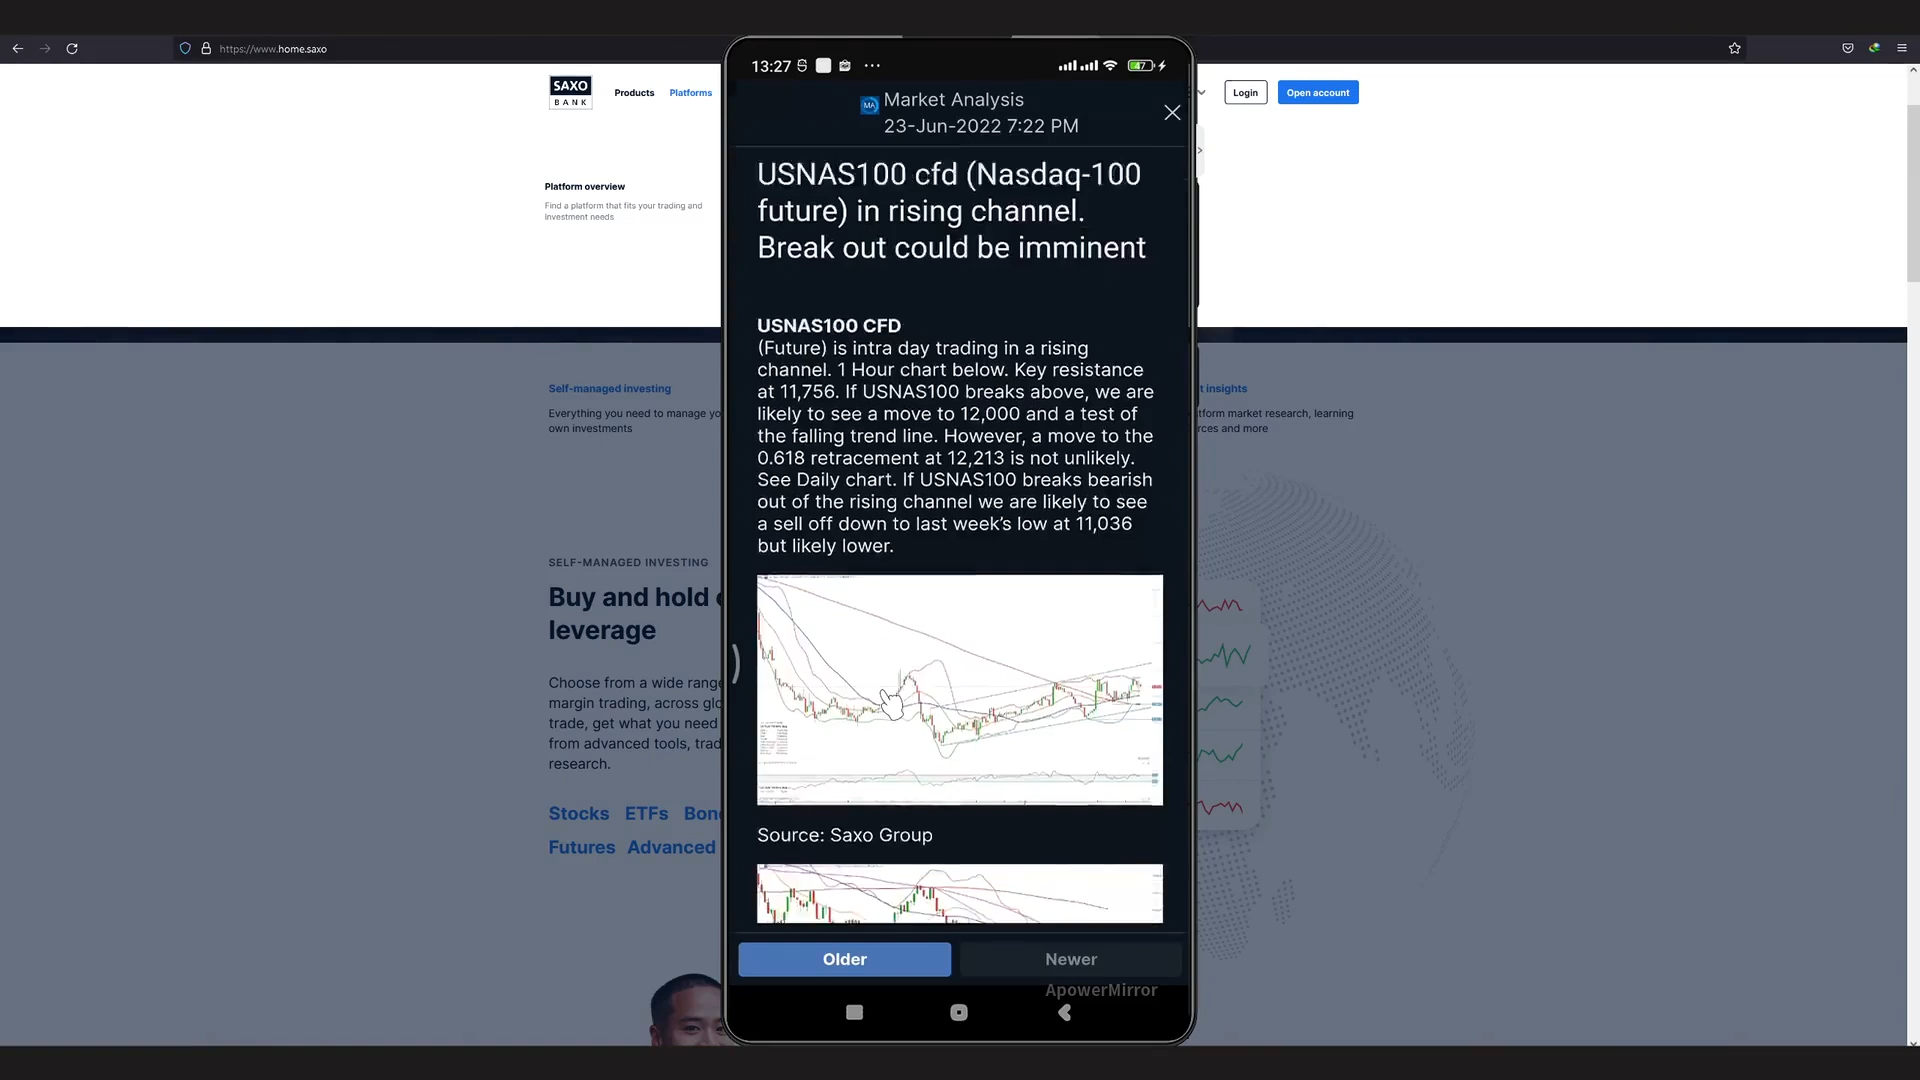 https://www.home.saxo
SAXO
BANK
Products
Platforms
Login
Open account
Platform overview
Find a platform that fits your trading and
investment needs
Self-managed investing
Everything you need to manage
own investments
SELF-MANAGED INVESTING
Buy and hold
leverage
Choose from a wide range
margin trading, across
trade, get what you need
from advanced tools,
research.
Stocks ETFs
Futures Advanced
13:27
47
MA
Market Analysis
23-Jun-2022 7:22 PM
USNAS100 cfd (Nasdaq-100
future) in rising channel.
Break out could be imminent
USNAS100 CFD
(Future) is intra day trading in a rising
channel. 1 Hour chart below. Key resistance
at 11,756. If USNAS100 breaks above, we are
likely to see a move to 12,000 and a test of
the falling trend line. However, a move to the
0.618 retracement at 12,213 is not unlikely.
See Daily chart. If USNAS100 breaks bearish
out of the rising channel we are likely to see
a sell off down to last week's low at 11,036
but likely lower.
Source: Saxo Group
Older
Newer
ApowerMirror
insights
market research, learning
and more